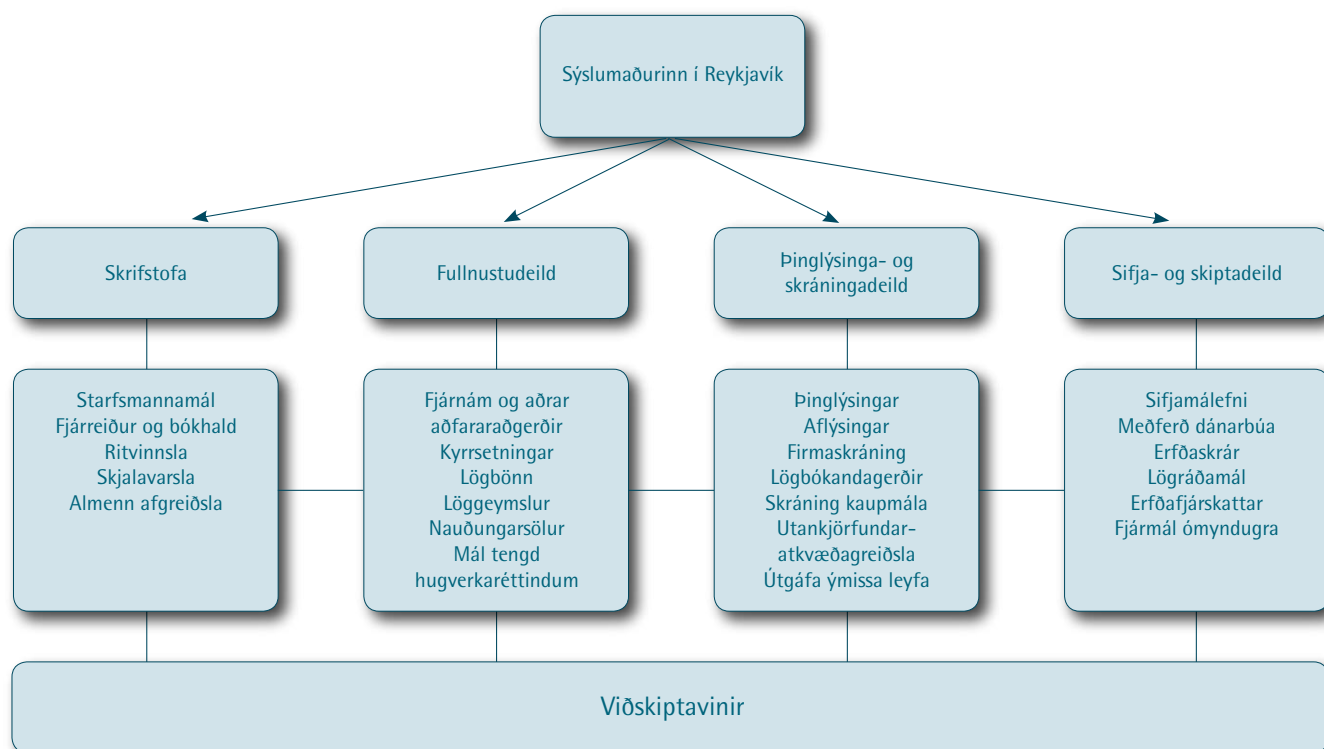 Sýslumaðurinn í Reykjavík
Skrifstofa
Fullnustudeild
Þinglýsinga- og
skráningadeild
Sifja- og skiptadeild
Starfsmannamál
Fjárreiður og bókhald
Ritvinnsla
Skjalavarsla
Almenn afgreiðsla
Fjárnám og aðrar
aðfararaðgerðir
Kyrrsetningar
Lögbönn
Löggeymslur
Nauðungarsölur
Mál tengd
hugverkaréttindum
Þinglýsingar
Aflýsingar
Firmaskráning
Lögbókandagerðir
Skráning kaupmála
Utankjörfundar-
atkvæðagreiðsla
Útgáfa ýmissa leyfa
Sifjamálefni
Meðferð dánarbúa
Erfðaskrár
Lögráðamál
Erfðafjárskattar
Fjármál ómyndugra
Viðskiptavinir